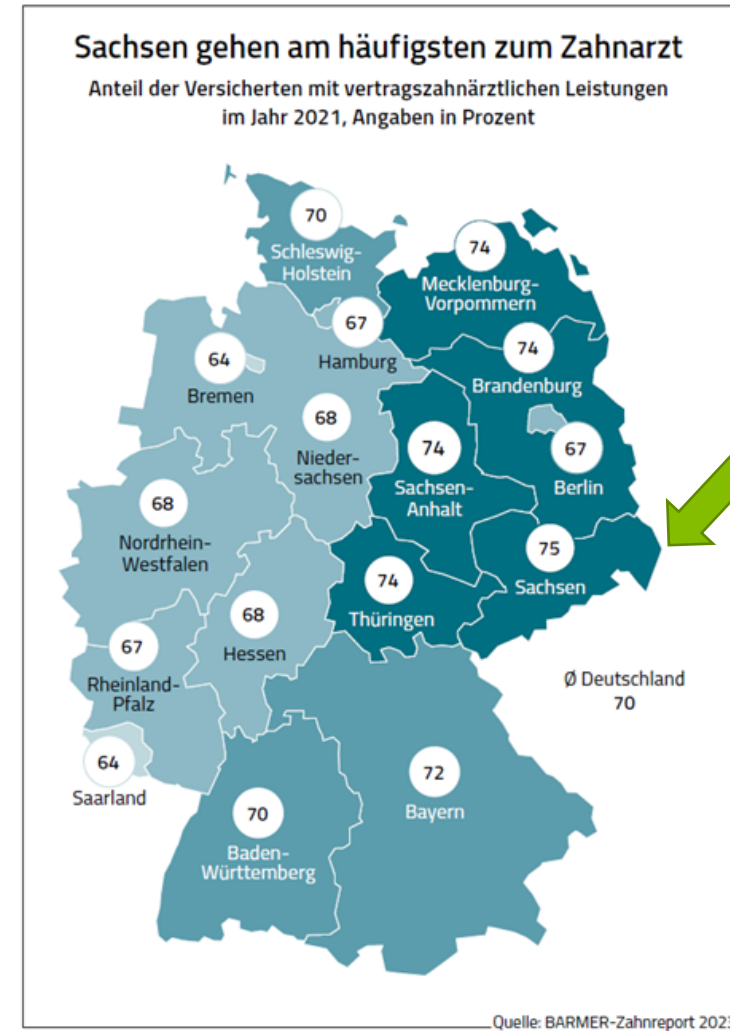 Sachsen gehen am häufigsten zum Zahnarzt
Anteil der Versicherten mit vertragszahnärztlichen Leistungen
im Jahr 2021, Angaben in Prozent
70
Schleswig-
Holstein
74
Mecklenburg-
Vorpommern
67
Hamburg
64
Bremen
74
Brandenburg
68
Nieder-
sachsen
74
Sachsen-
Anhalt
67
Berlin
68
Nordrhein-
Westfalen
75
Sachsen
74
Thüringen
68
Hessen
67
Rheinland-
Pfalz
Ø Deutschland
70
64
Saarland
72
Bayern
70
Baden-
Württemberg
Quelle: BARMER-Zahnreport 2023